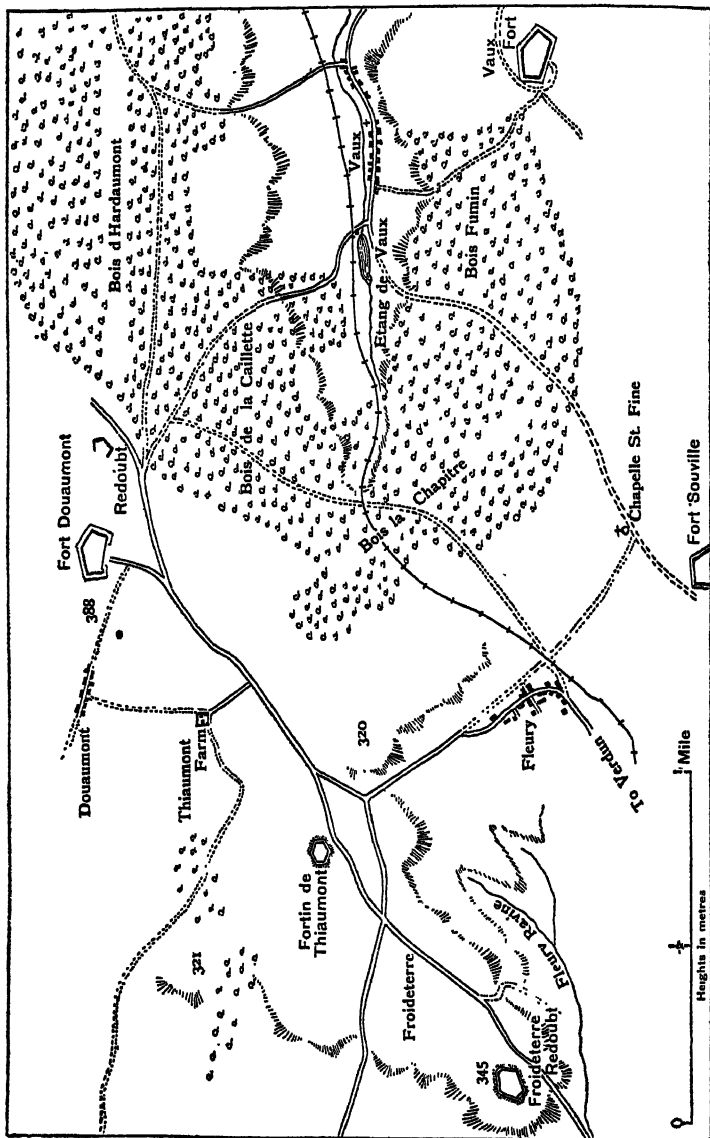 Bois d Hardaumont
Vaux
Fort
Vaux
Bois Fumin
Etang de Vaux
Bois de la Caillette
Redoubt
Fort Douaumont
388
Bois la Chapitre
Chapelle St. Fine
Fort Souville
Douaumont
Thiaumont
Farm
320
Fleury
To Verdun
321
Fortin de
Thiaumont
Froideterre
Fleury Ravine
345
Froideterre
Redoubt
0
½
1 Mile
Heights in metres